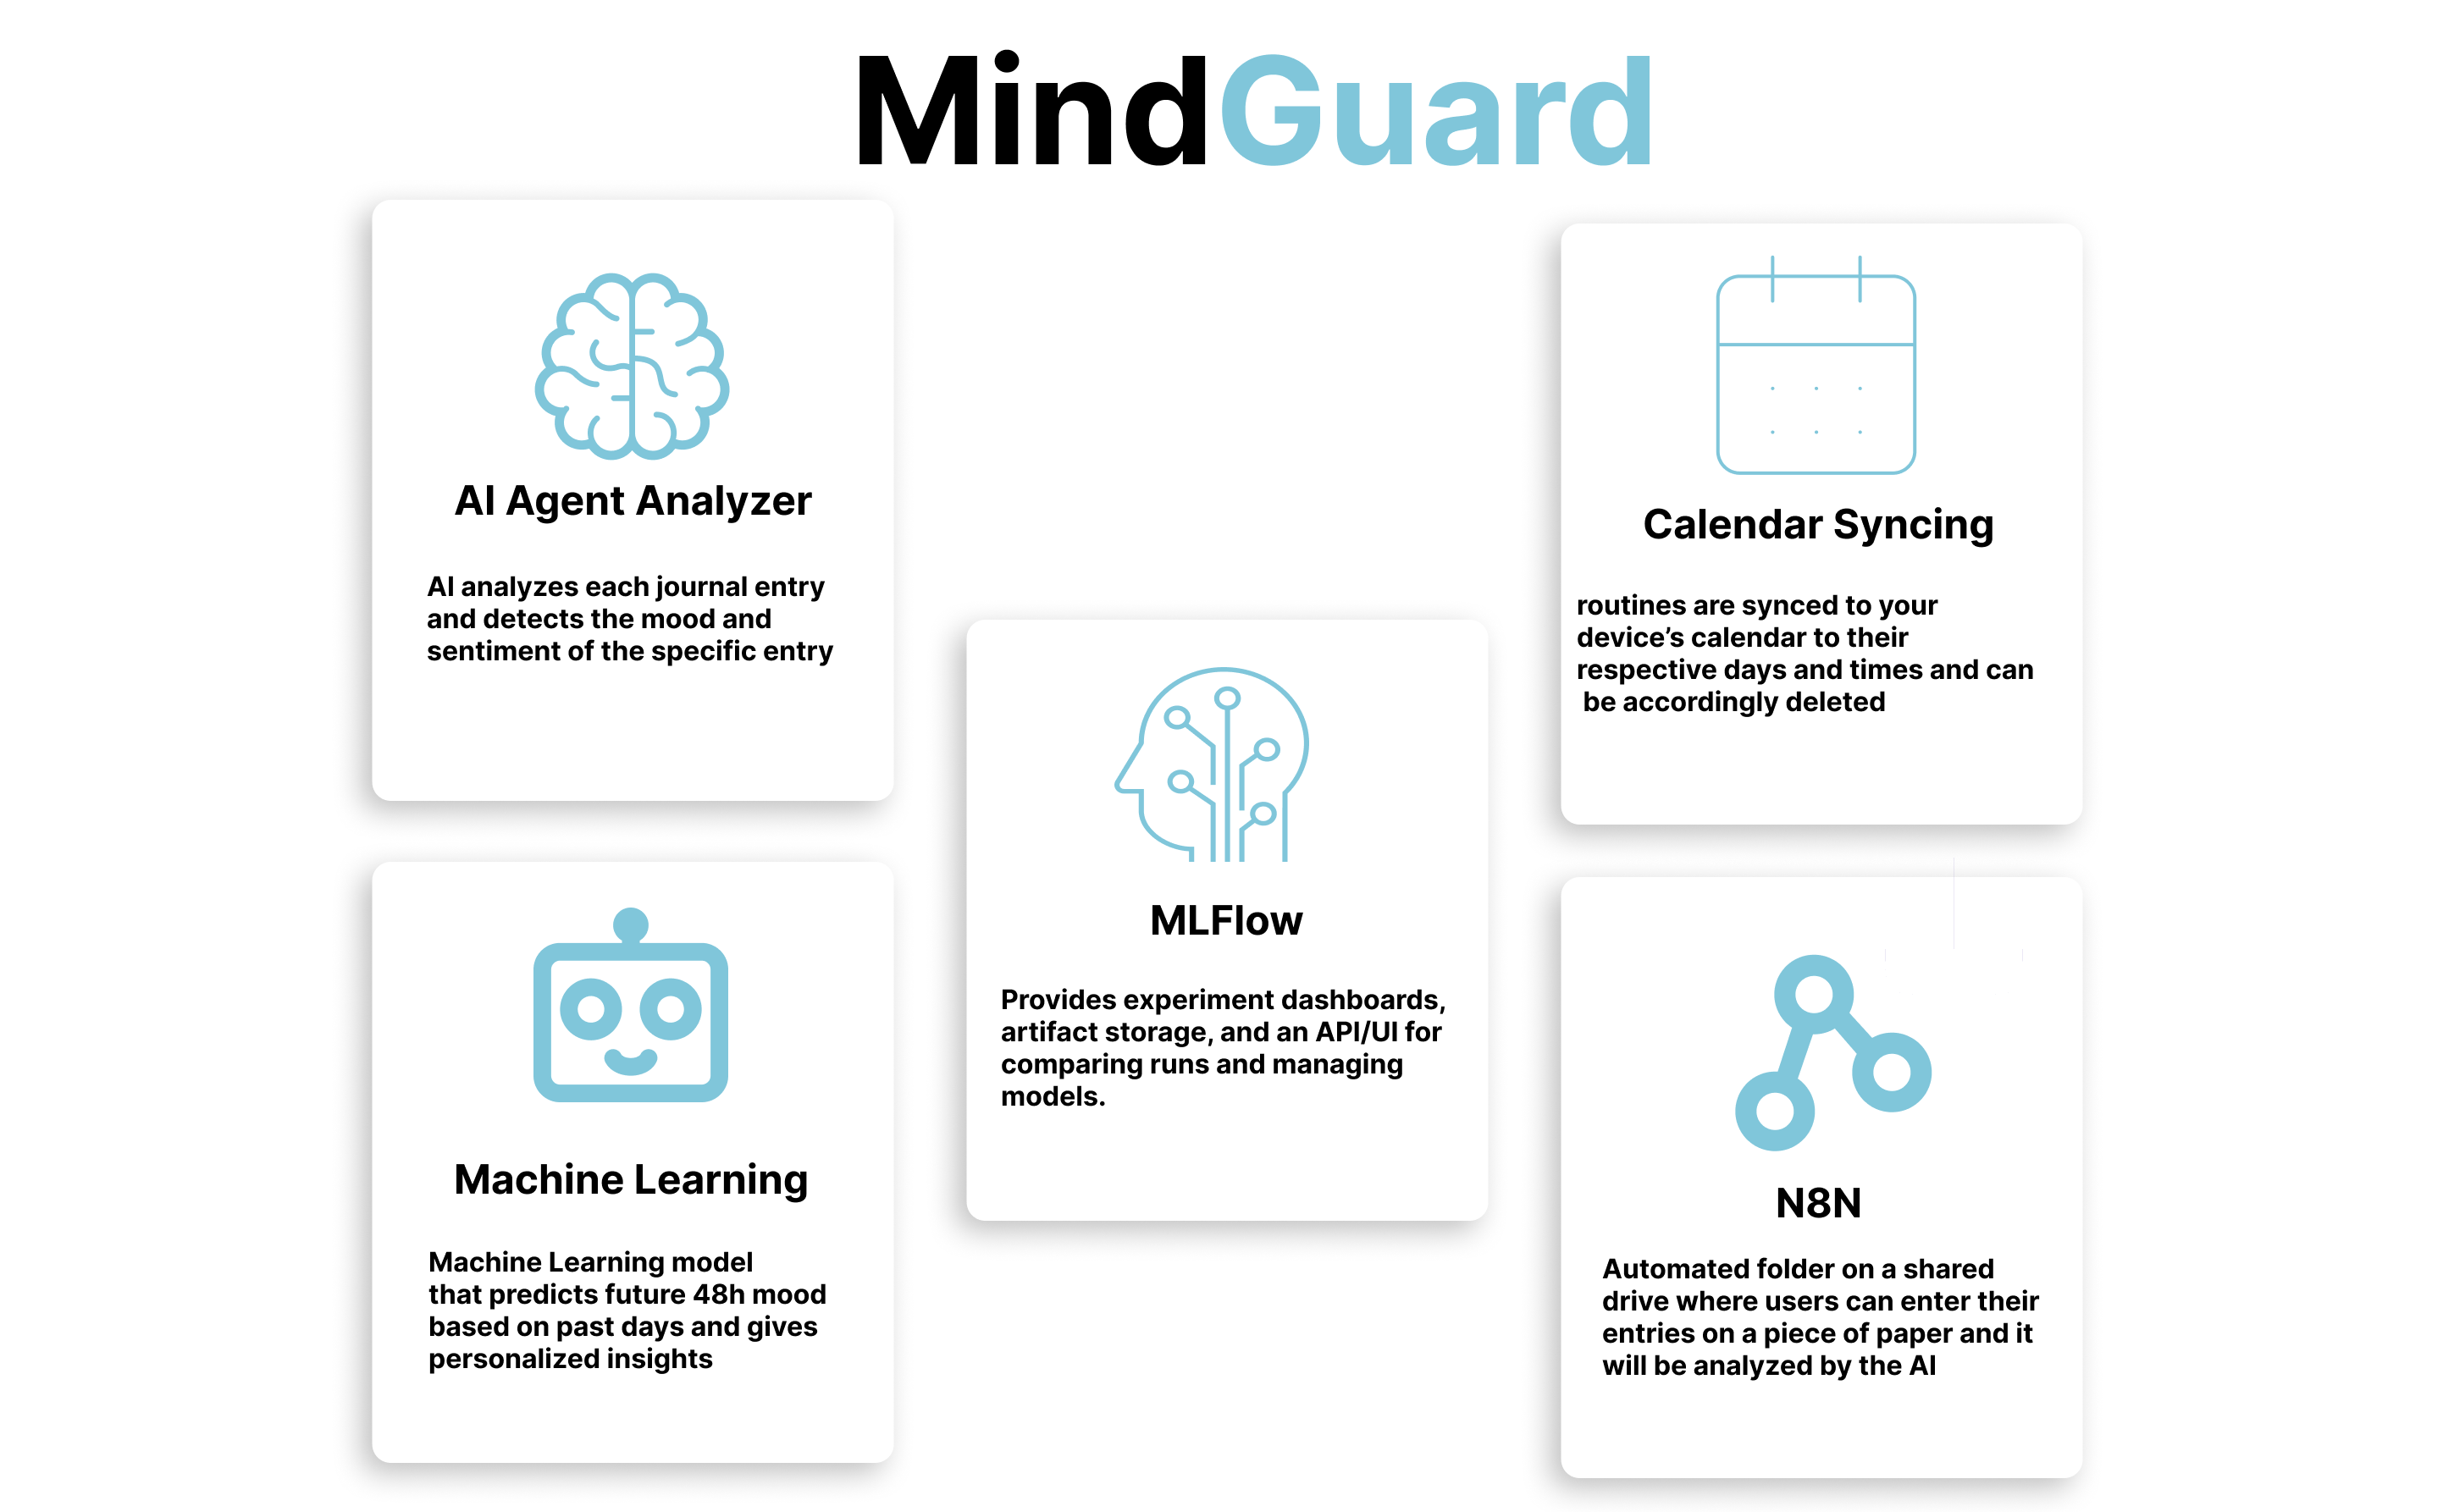 MindGuard
AI Agent Analyzer
AI analyzes each journal entry
and detects the mood and
sentiment of the specific entry
Calendar Syncing
routines are synced to your
device’s calendar to their
respective days and times and can
be accordingly deleted
MLFlow
Provides experiment dashboards,
artifact storage, and an API/UI for
comparing runs and managing
models.
Machine Learning
Machine Learning model
that predicts future 48h mood
based on past days and gives
personalized insights
N8N
Automated folder on a shared
drive where users can enter their
entries on a piece of paper and it
will be analyzed by the AI